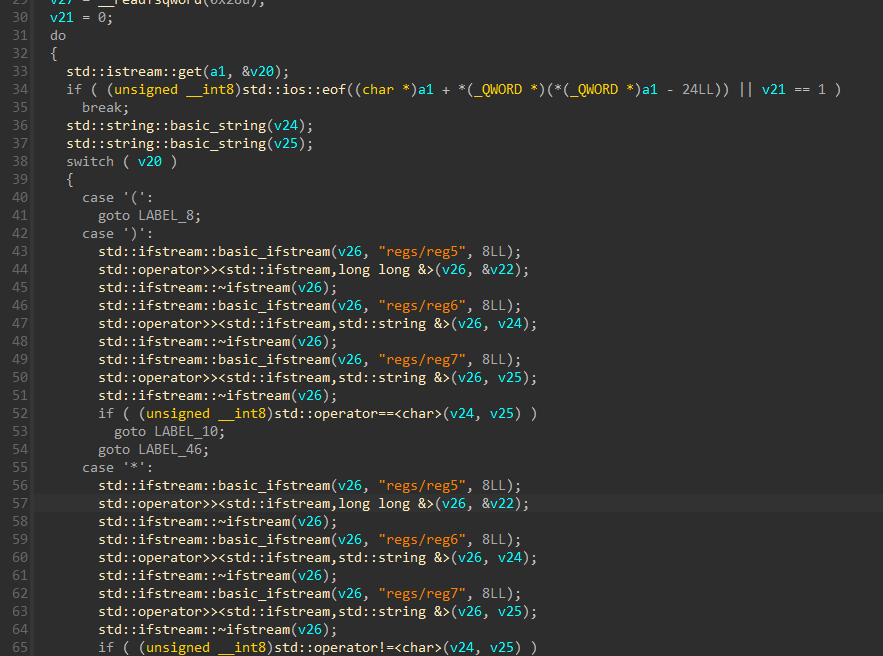 29 v27 = __readfsqword(0x28u);
30 v21 = 0;
31 do
32 {
33 std::istream::get(a1, &v20);
34 if ( (unsigned __int8)std::ios::eof((char *)a1 + *(_QWORD *)(*(_QWORD *)a1 - 24LL)) || v21 == 1 )
35 break;
36 std::string::basic_string(v24);
37 std::string::basic_string(v25);
38 switch ( v20 )
39 {
40 case '(':
41 goto LABEL_8;
42 case ')':
43 std::ifstream::basic_ifstream(v26, "regs/reg5", 8LL);
44 std::operator>><std::ifstream,long long &>(v26, &v22);
45 std::ifstream::~ifstream(v26);
46 std::ifstream::basic_ifstream(v26, "regs/reg6", 8LL);
47 std::operator>><std::ifstream,std::string &>(v26, v24);
48 std::ifstream::~ifstream(v26);
49 std::ifstream::basic_ifstream(v26, "regs/reg7", 8LL);
50 std::operator>><std::ifstream,std::string &>(v26, v25);
51 std::ifstream::~ifstream(v26);
52 if ( (unsigned __int8)std::operator==<char>(v24, v25) )
53 goto LABEL_10;
54 goto LABEL_46;
55 case '*':
56 std::ifstream::basic_ifstream(v26, "regs/reg5", 8LL);
57 std::operator>><std::ifstream,long long &>(v26, &v22);
58 std::ifstream::~ifstream(v26);
59 std::ifstream::basic_ifstream(v26, "regs/reg6", 8LL);
60 std::operator>><std::ifstream,std::string &>(v26, v24);
61 std::ifstream::~ifstream(v26);
62 std::ifstream::basic_ifstream(v26, "regs/reg7", 8LL);
63 std::operator>><std::ifstream,std::string &>(v26, v25);
64 std::ifstream::~ifstream(v26);
65 if ( (unsigned __int8)std::operator!=<char>(v24, v25) )